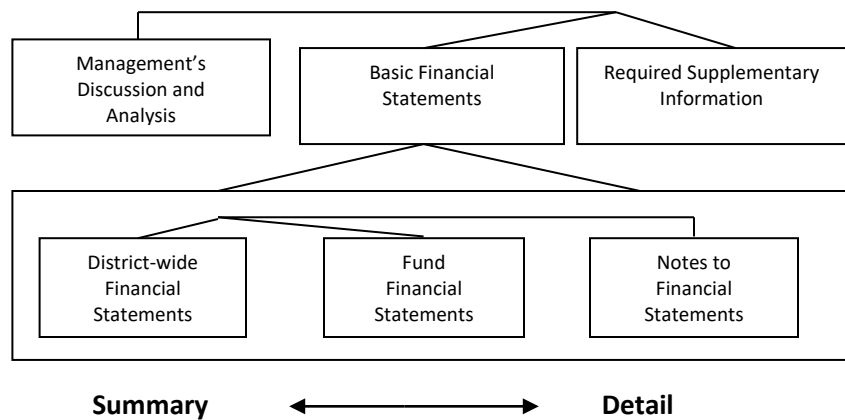 Management’s
Discussion and
Analysis
Basic Financial
Statements
Required Supplementary
Information
District-wide
Financial
Statements
Fund
Financial
Statements
Notes to
Financial
Statements
Summary
Detail